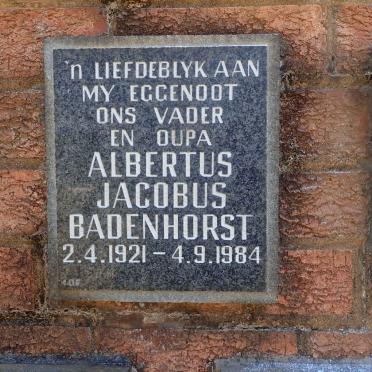 'n LIEFDEBLYK AAN
MY EGGENOOT
ONS VADER
EN OUPA
ALBERTUS
JACOBUS
BADENHORST
2.4.1921 – 4.9.1984